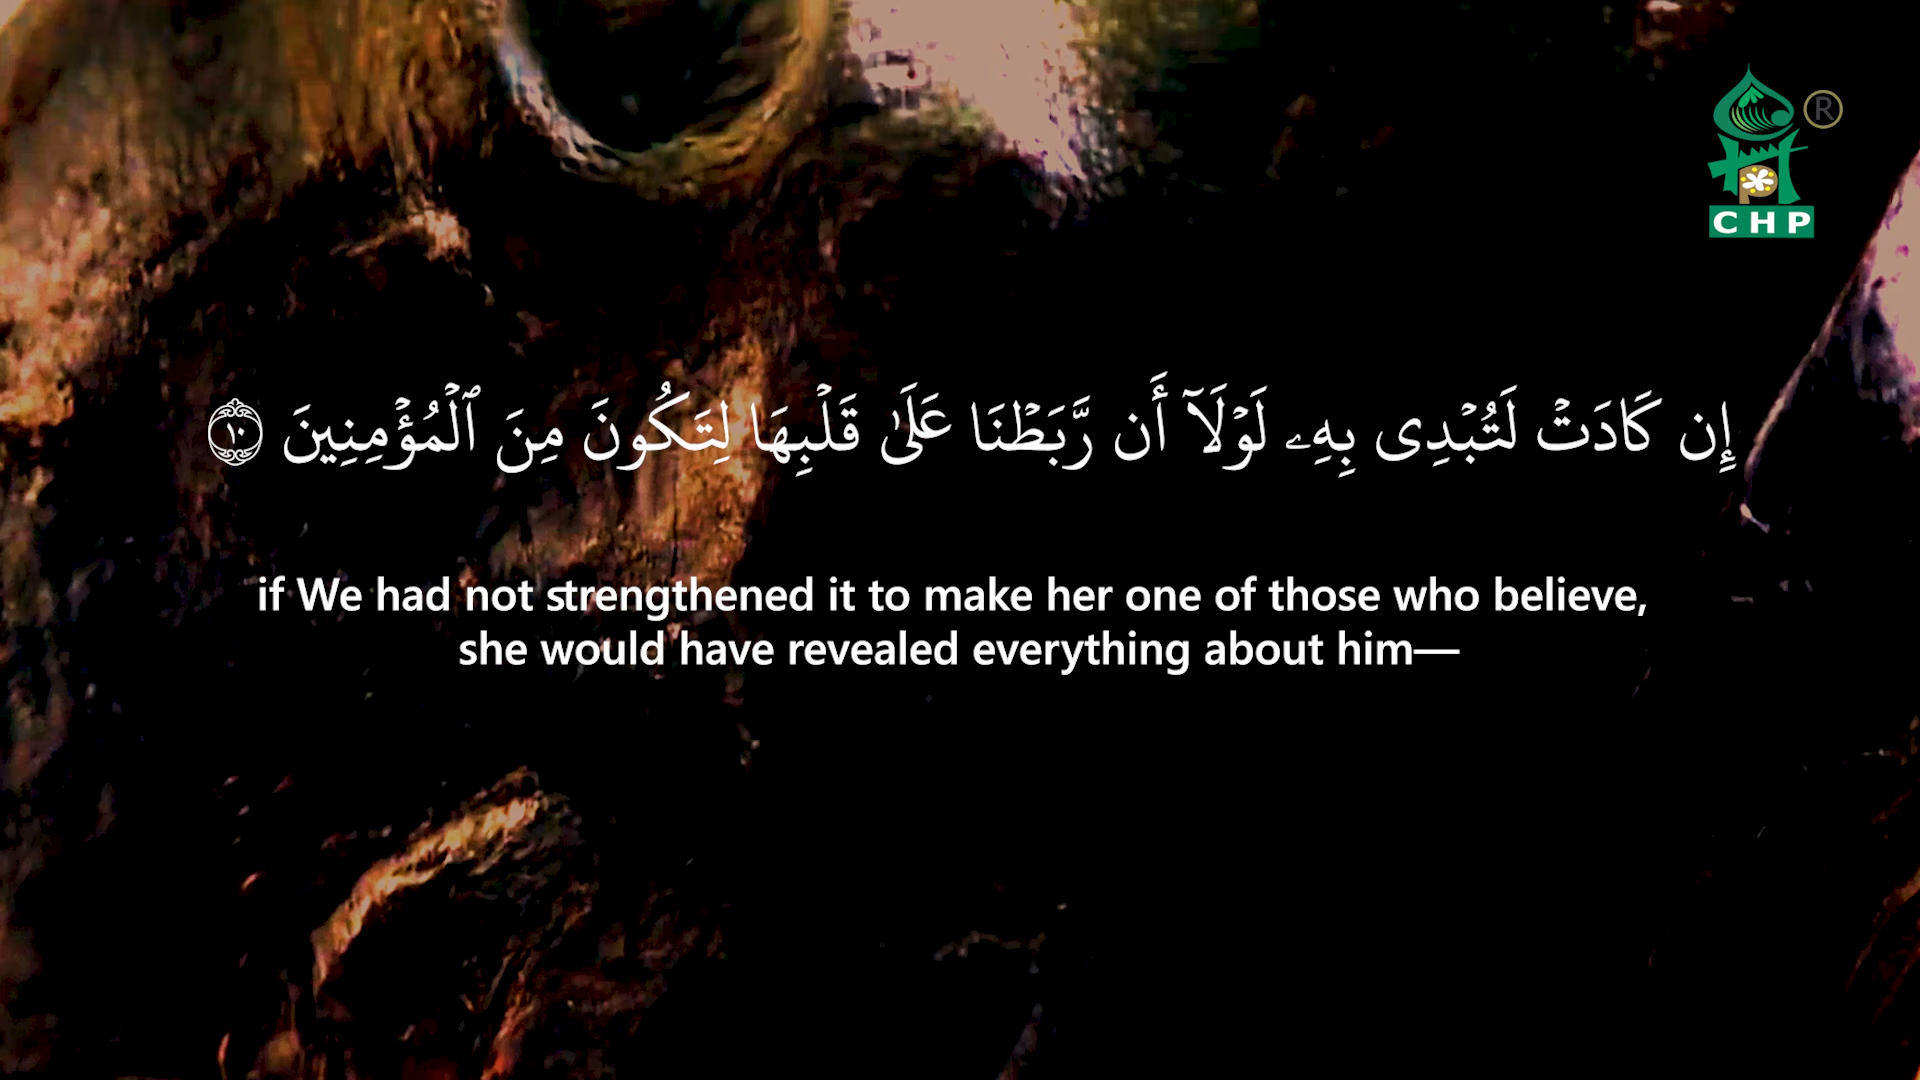 CHP
®
إِن كَادَتْ لَتُبْدِى بِهِۦ لَوْلَآ أَن رَّبَطْنَا عَلَىٰ قَلْبِهَا لِتَكُونَ مِنَ ٱلْمُؤْمِنِينَ ١٠
if We had not strengthened it to make her one of those who believe,
she would have revealed everything about him—